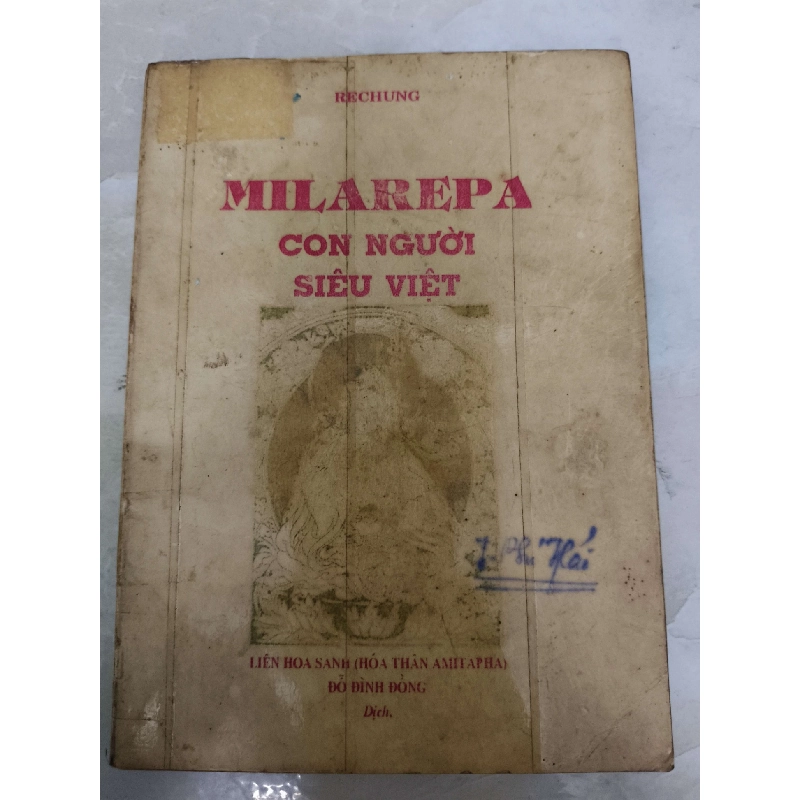 RECHUNG
MILAREPA
CON NGƯỜI
SIÊU VIỆT
LIÊN HOA SANH (HÓA THÂN AMITAPHA)
ĐỖ ĐÌNH ĐỒNG
Dịch.